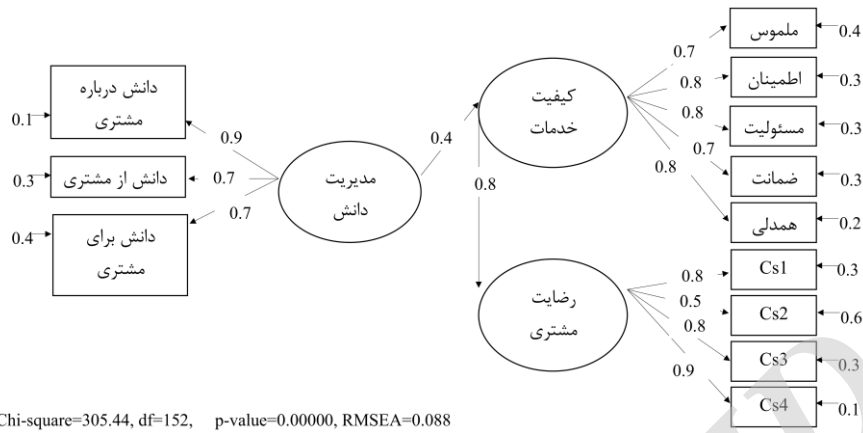 دانش درباره
مشتری
0.1
دانش از مشتری
0.3
دانش برای
مشتری
0.4
0.9
0.7
0.7
مدیریت
دانش
0.4
کیفیت
خدمات
0.8
رضایت
مشتری
0.7
0.8
0.8
0.7
0.8
ملموس
0.4
اطمینان
0.3
مسئولیت
0.3
ضمانت
0.3
همدلی
0.2
0.8
0.5
0.8
0.9
Cs1
0.3
Cs2
0.6
Cs3
0.3
Cs4
0.1
Chi-square=305.44, df=152, p-value=0.00000, RMSEA=0.088